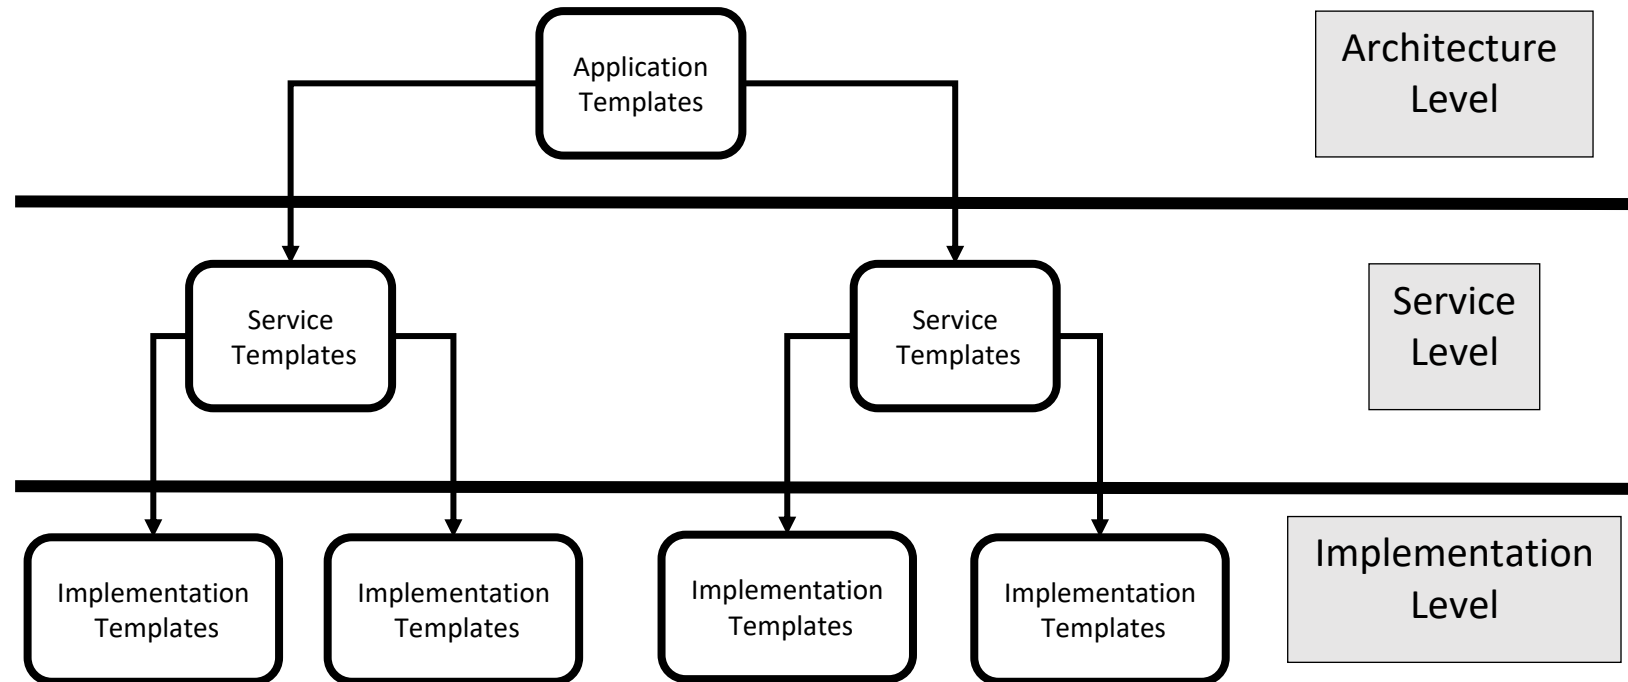 Application
Templates
Architecture
Level
Service
Templates
Service
Templates
Service
Level
Implementation
Templates
Implementation
Templates
Implementation
Templates
Implementation
Templates
Implementation
Level